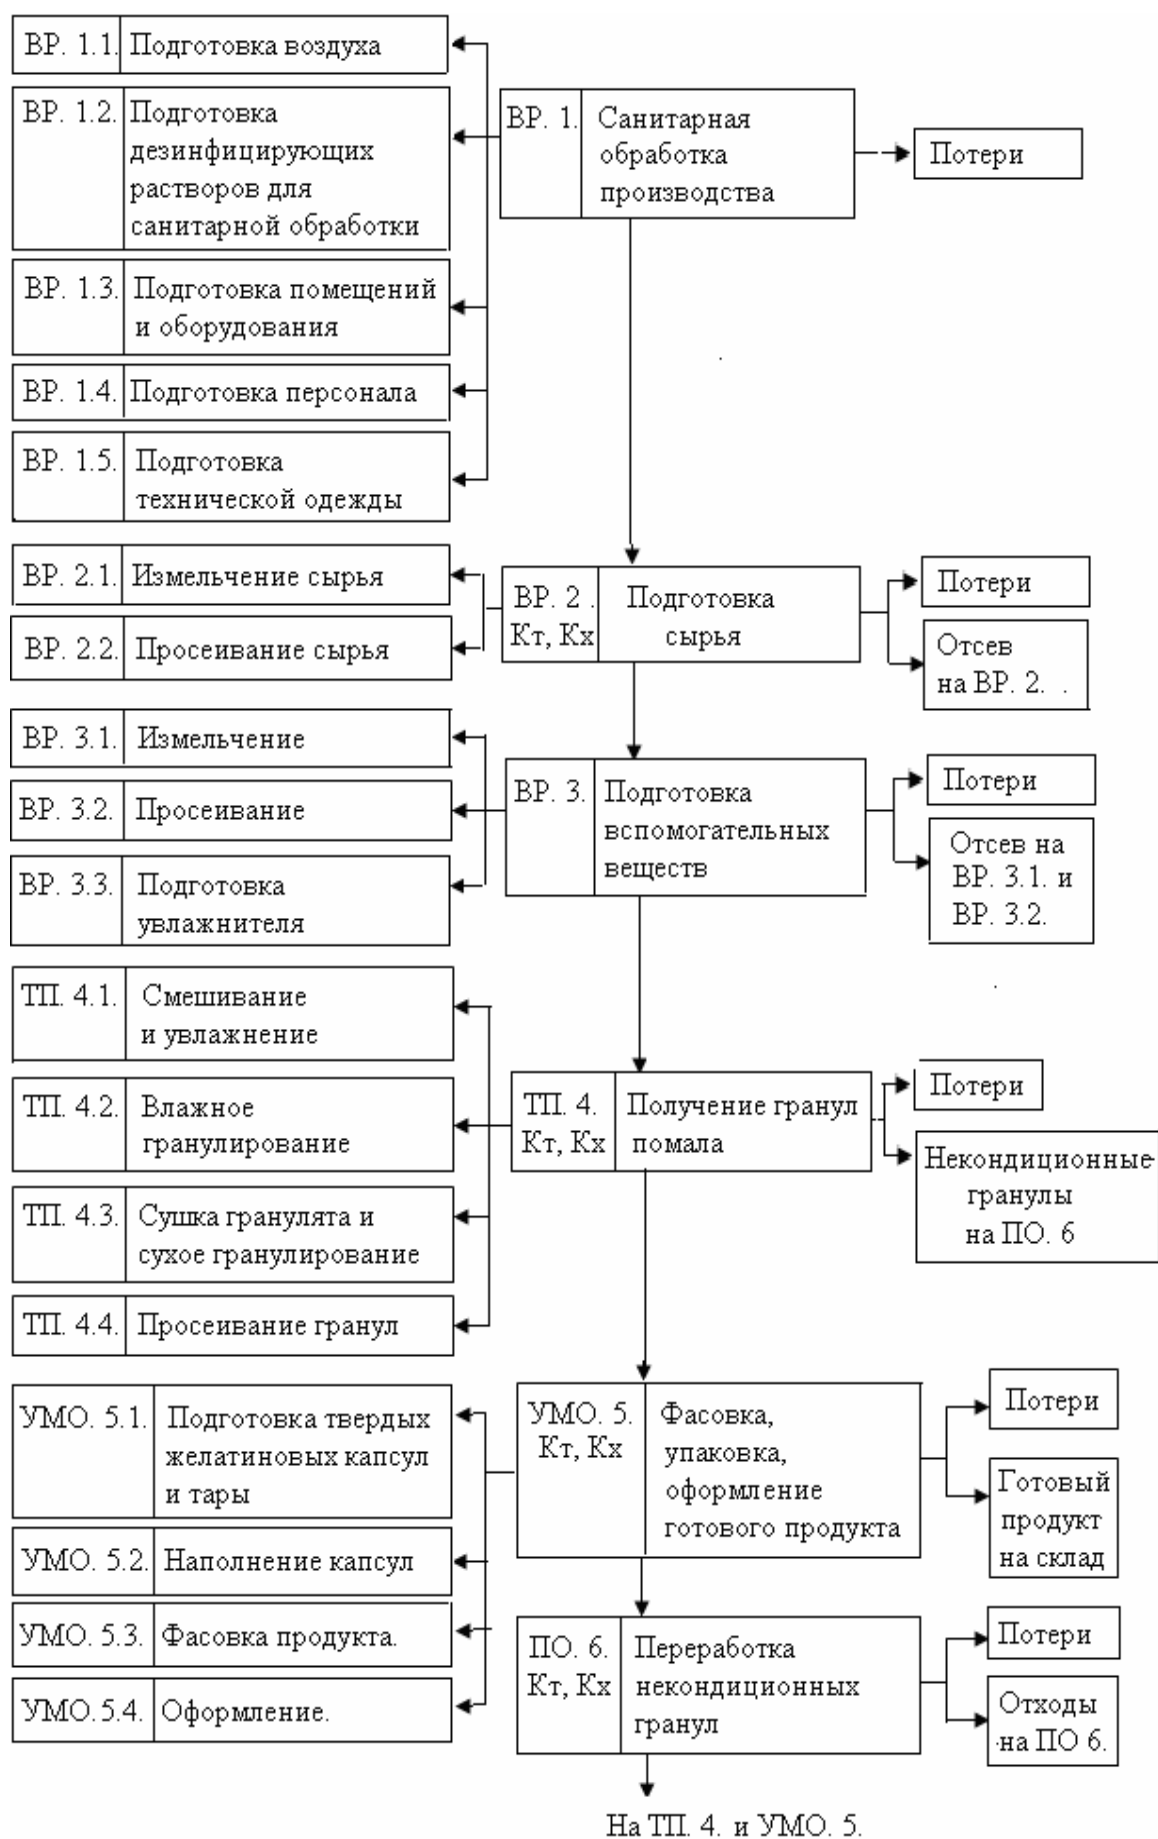 ВР. 1.1. Подготовка воздуха
ВР. 1.2. Подготовка
дезинфицирующих
растворов для
санитарной обработки
ВР. 1.3. Подготовка помещений
и оборудования
ВР. 1.4. Подготовка персонала
ВР. 1.5. Подготовка
технической одежды
ВР. 1. Санитарная
обработка
производства
Потери
ВР. 2.1. Измельчение сырья
ВР. 2.2. Просеивание сырья
ВР. 2 . Подготовка
Кт, Кх сырья
Потери
Отсев
на ВР. 2. .
ВР. 3.1. Измельчение
ВР. 3.2. Просеивание
ВР. 3.3. Подготовка
увлажнителя
ВР. 3. Подготовка
вспомогательных
веществ
Потери
Отсев на
ВР. 3.1. и
ВР. 3.2.
ТП. 4.1. Смешивание
и увлажнение
ТП. 4.2. Влажное
гранулирование
ТП. 4.3. Сушка гранулята и
сухое гранулирование
ТП. 4.4. Просеивание гранул
ТП. 4. Получение гранул
Кт, Кх помала
Потери
Некондиционные
гранулы
на ПО. 6
УМО. 5.1. Подготовка твердых
желатиновых капсул
и тары
УМО. 5.2. Наполнение капсул
УМО. 5.3. Фасовка продукта.
УМО.5.4. Оформление.
УМО. 5. Фасовка,
Кт, Кх упаковка,
оформление
готового продукта
Потери
Готовый
продукт
на склад
ПО. 6. Переработка
Кт, Кх некондиционных
гранул
Потери
Отходы
на ПО 6.
На ТП. 4. и УМО. 5.